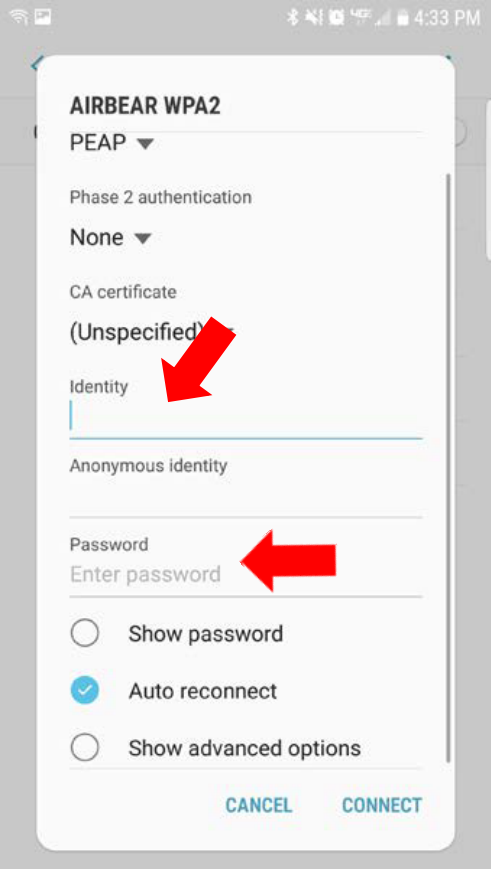 4:33 PM
AIRBEAR WPA2
PEAP
Phase 2 authentication
None
CA certificate
(Unspecified)
Identity
Anonymous identity
Password
Enter password
Show password
Auto reconnect
Show advanced options
CANCEL CONNECT